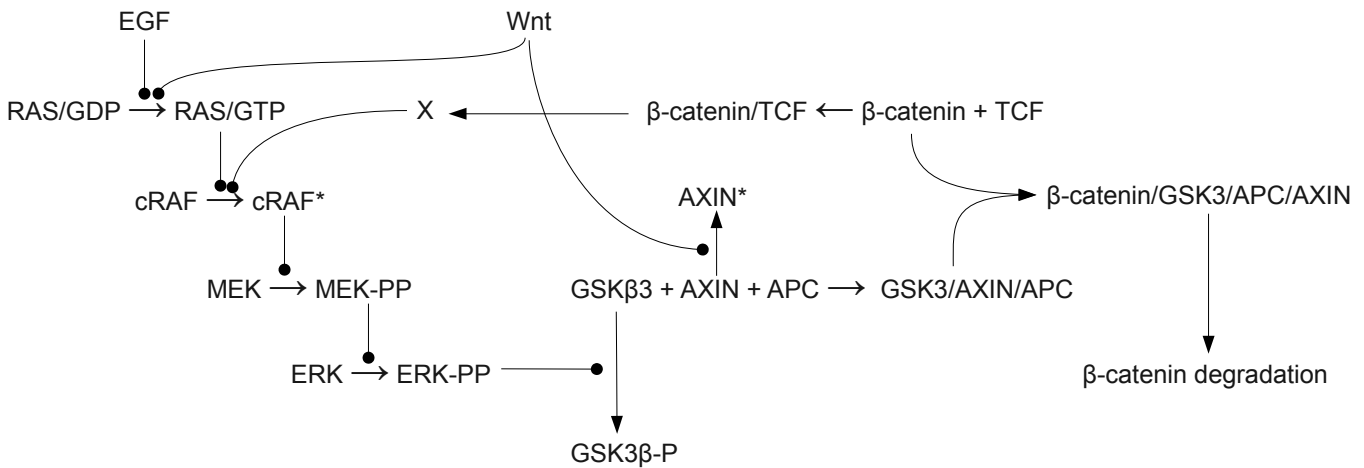 EGF Wnt
RAS/GDP RAS/GTP X β-catenin/TCF β-catenin + TCF
cRAF cRAF* AXIN* β-catenin/GSK3/APC/AXIN
MEK MEK-PP GSKβ3 + AXIN + APC GSK3/AXIN/APC
ERK ERK-PP β-catenin degradation
GSK3β-P